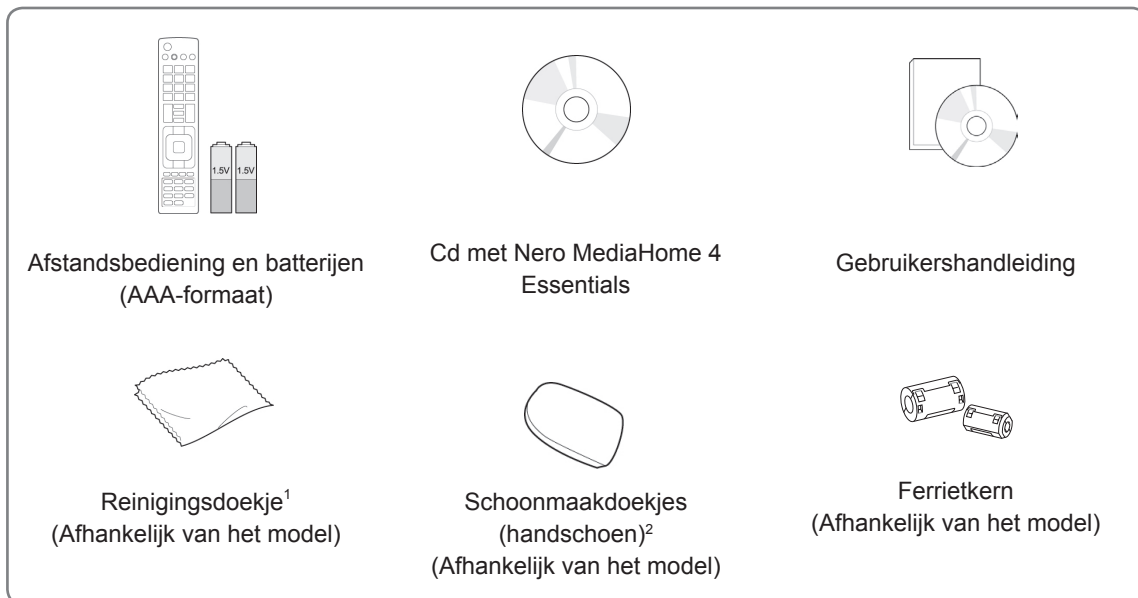 1.5V 1.5V
Afstandsbediening en batterijen
(AAA-formaat)
Cd met Nero MediaHome 4
Essentials
Gebruikershandleiding
Reinigingsdoekje¹
(Afhankelijk van het model)
Schoonmaakdoekjes
(handschoen)²
(Afhankelijk van het model)
Ferrietkern
(Afhankelijk van het model)